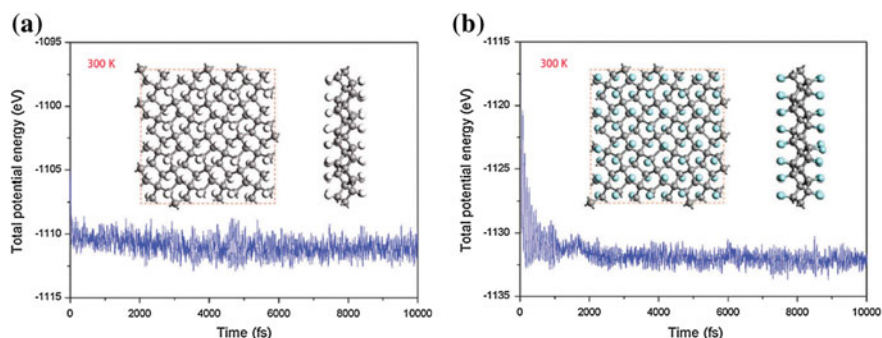 (a)
-1095
-1100
-1105
-1110
-1115
Total potential energy (eV)
300 K
0 2000 4000 6000 8000 10000
Time (fs)
(b)
-1115
-1120
-1125
-1130
-1135
Total potential energy (eV)
300 K
0 2000 4000 6000 8000 10000
Time (fs)